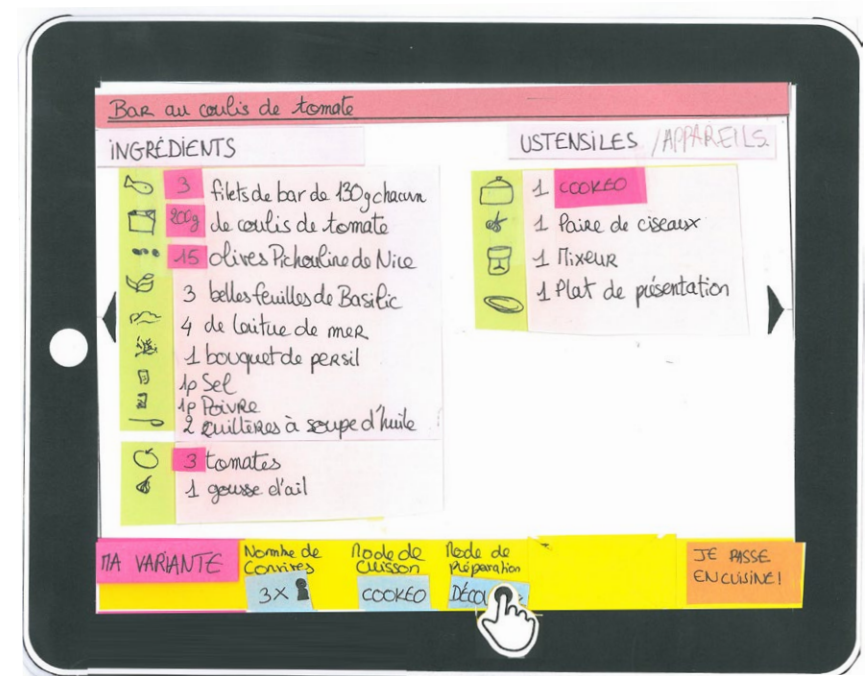 Bar au coulis de tomate
INGRÉDIENTS
3 filets de bar de 130g chacun
200g de coulis de tomate
15 olives Pichouline de Nice
3 belles feuilles de Basilic
4 de laitue de mer
1 bouquet de persil
1p Sel
1p Poivre
2 cuillères à soupe d'huile
3 tomates
1 gousse d'ail
USTENSILES /APPAREILS
1 COOKEO
1 Paire de ciseaux
1 Mixeur
1 Plat de présentation
MA VARIANTE
Nombre de
Convives
3X
Mode de
Cuisson
COOKEO
Mode de
Préparation
JE PASSE
EN CUISINE!